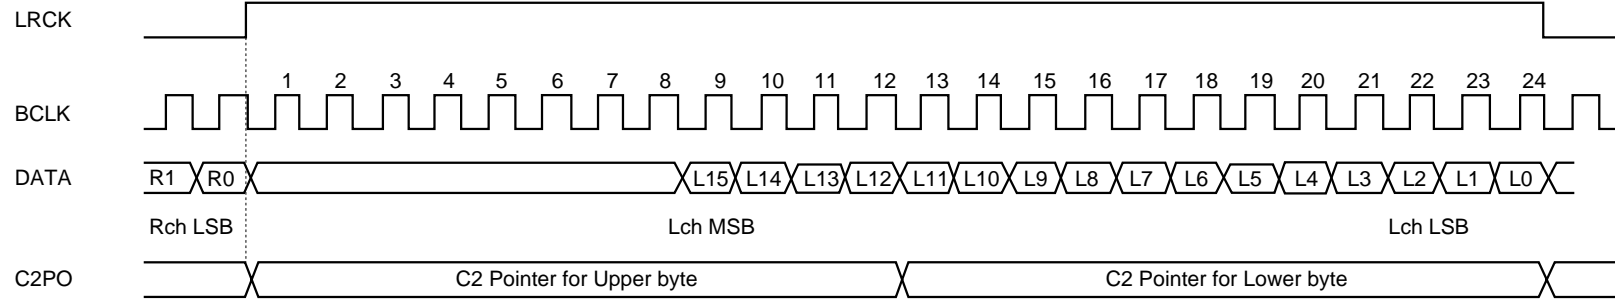 LRCK
1 2 3 4 5 6 7 8 9 10 11 12 13 14 15 16 17 18 19 20 21 22 23 24
BCLK
DATA R1 R0 L15 L14 L13 L12 L11 L10 L9 L8 L7 L6 L5 L4 L3 L2 L1 L0
Rch LSB Lch MSB Lch LSB
C2PO C2 Pointer for Upper byte C2 Pointer for Lower byte